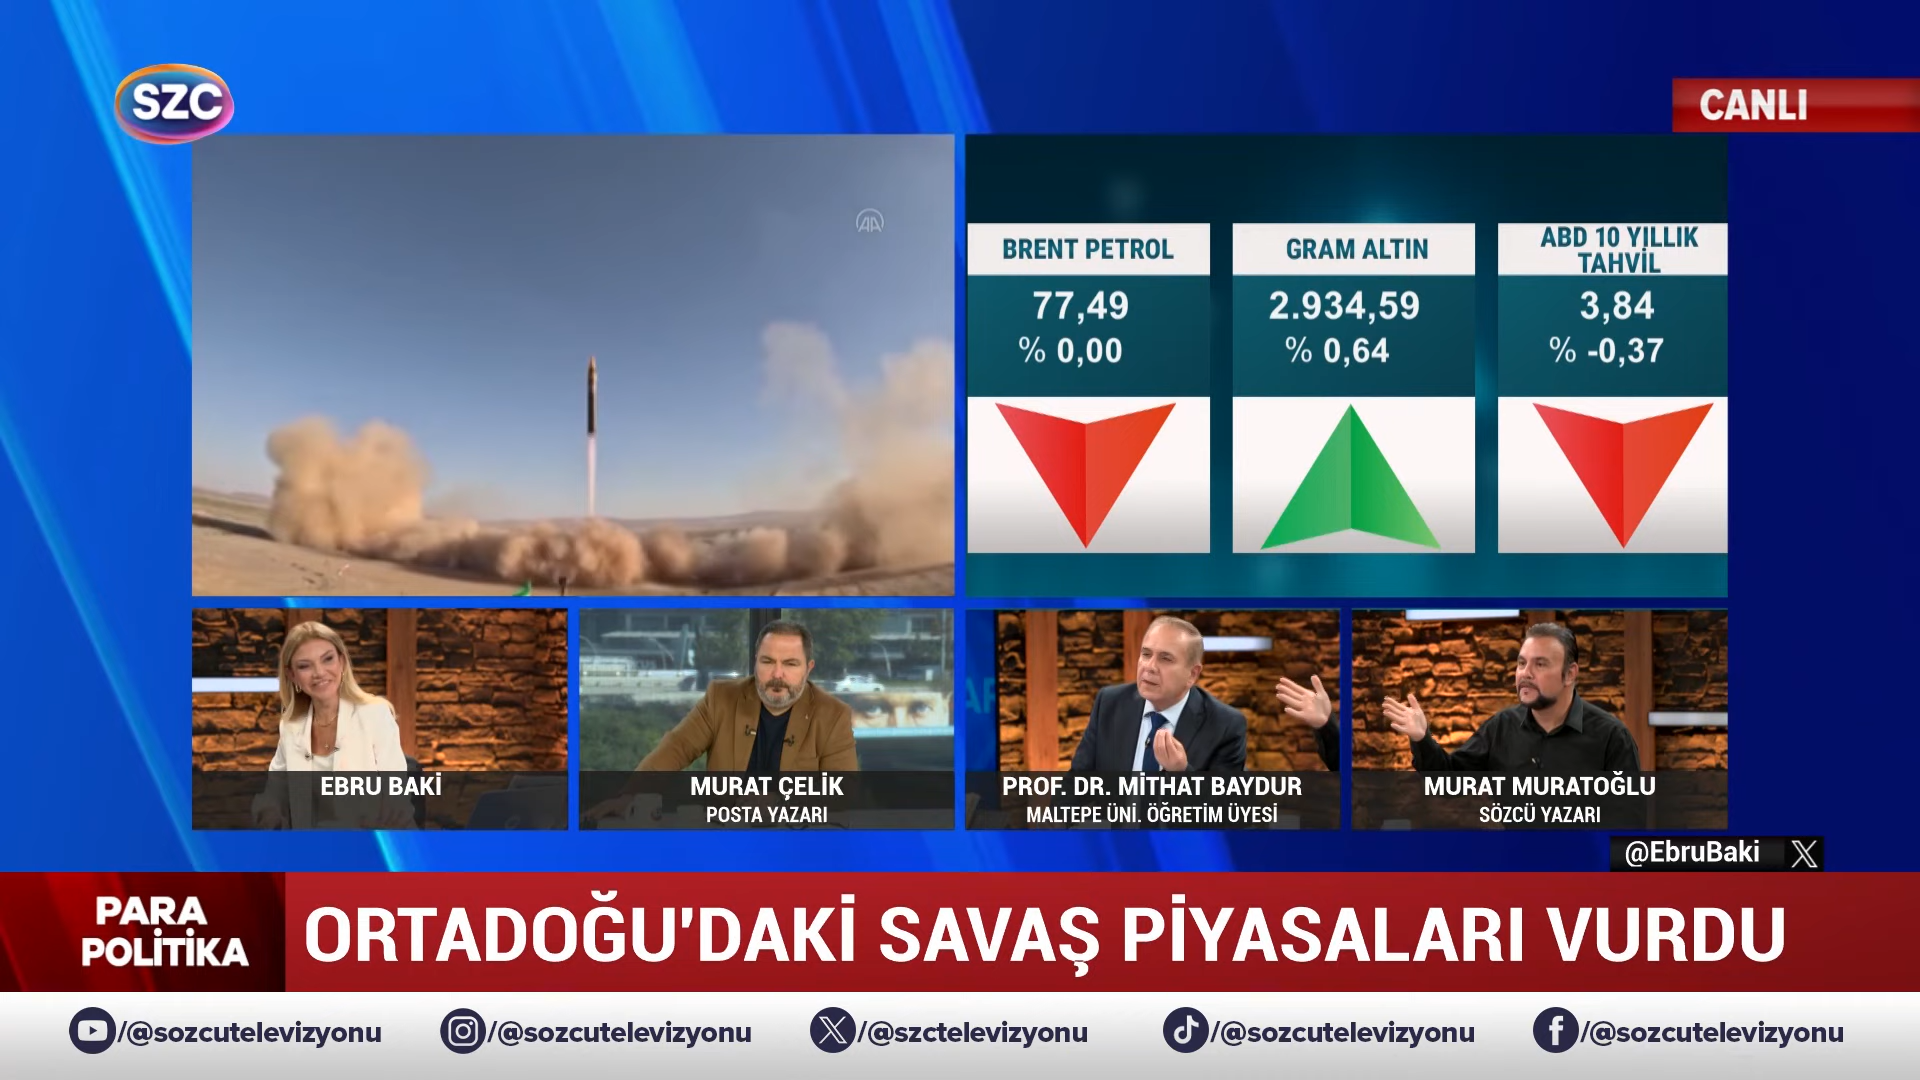 SZC
CANLI
AA
BRENT PETROL
77,49
% 0,00
GRAM ALTIN
2.934,59
% 0,64
ABD 10 YILLIK
TAHVİL
3,84
% -0,37
EBRU BAKİ
MURAT ÇELİK
POSTA YAZARI
PROF. DR. MİTHAT BAYDUR
MALTEPE ÜNİ. ÖĞRETİM ÜYESİ
MURAT MURATOĞLU
SÖZCÜ YAZARI
@EbruBaki X
PARA
POLİTİKA
ORTADOĞU'DAKİ SAVAŞ PİYASALARI VURDU
/@sozcutelevizyonu
/@sozcutelevizyonu
/@szctelevizyonu
/@sozcutelevizyonu
/@sozcutelevizyonu